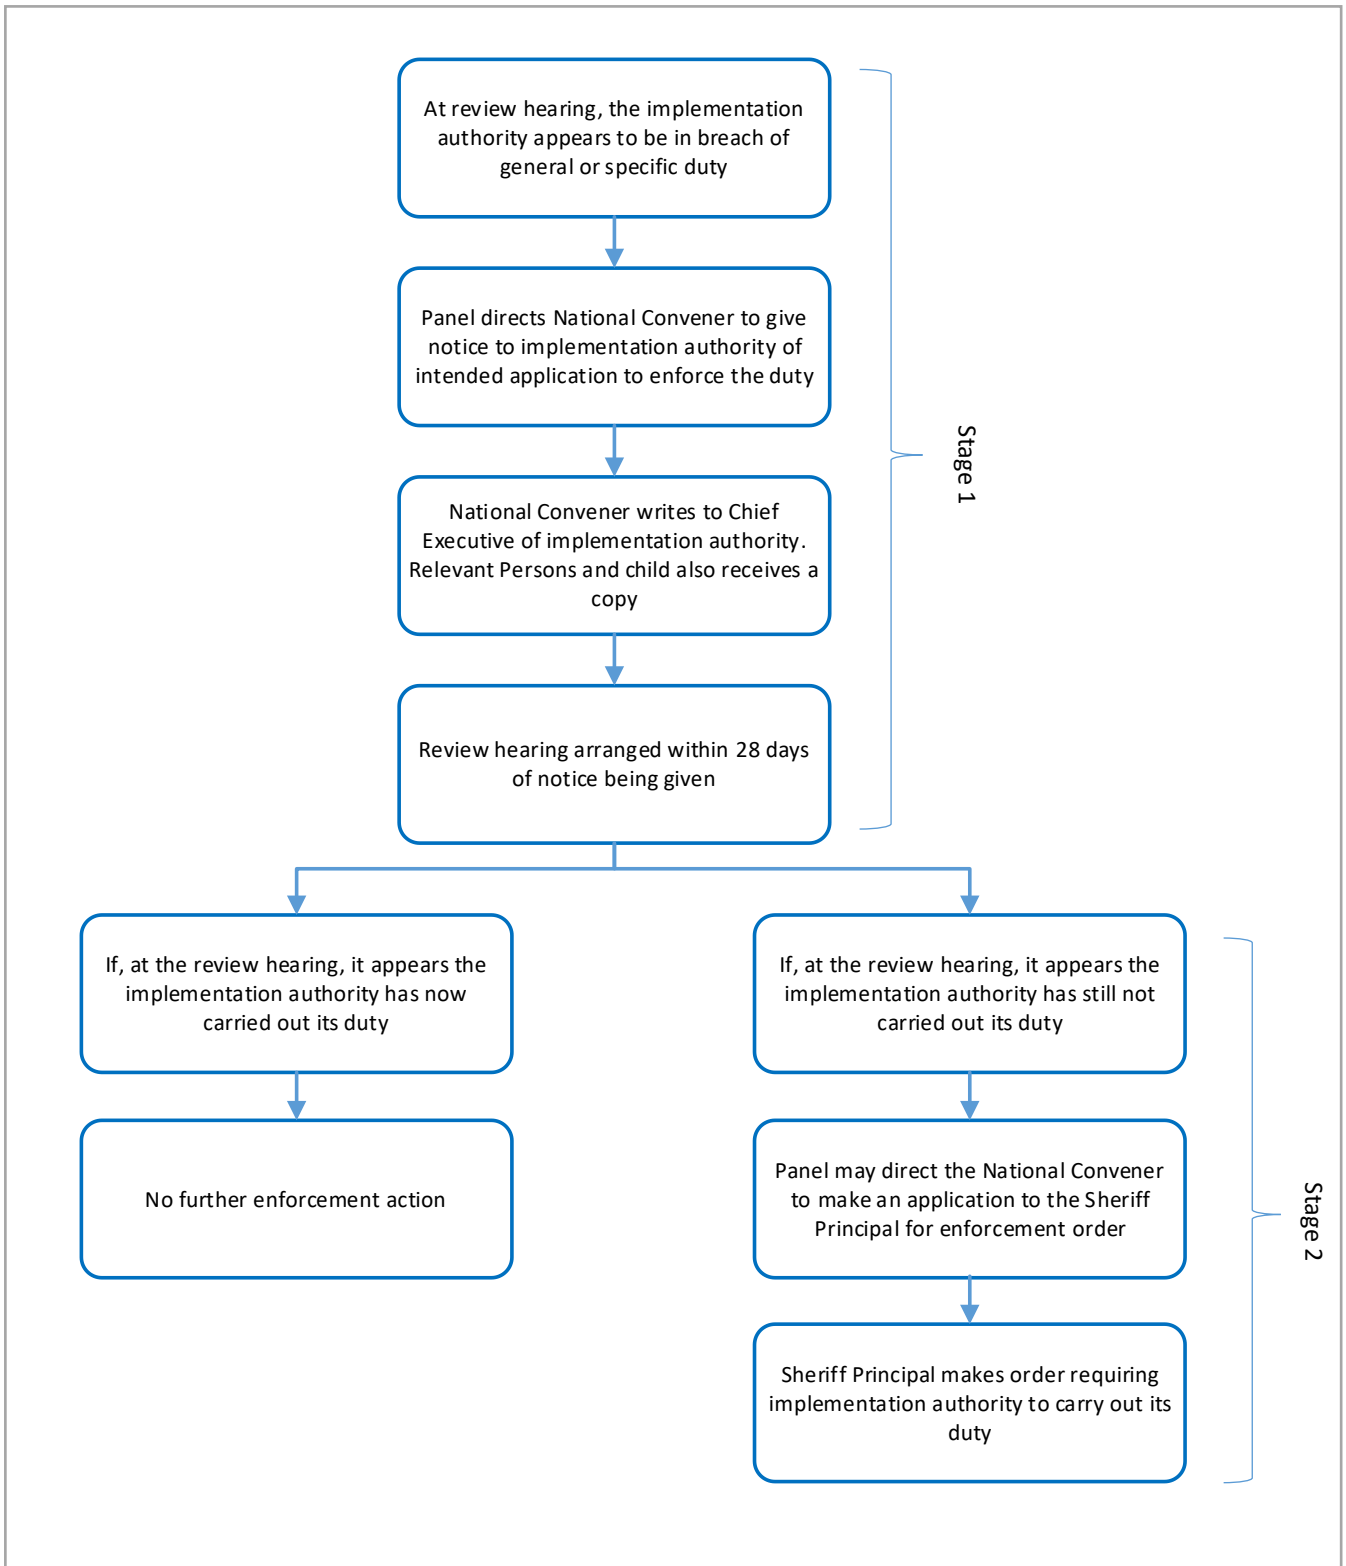 At review hearing, the implementation
authority appears to be in breach of
general or specific duty
Panel directs National Convener to give
notice to implementation authority of
intended application to enforce the duty
National Convener writes to Chief
Executive of implementation authority.
Relevant Persons and child also receives a
copy
Review hearing arranged within 28 days
of notice being given
Stage 1
If, at the review hearing, it appears the
implementation authority has now
carried out its duty
No further enforcement action
If, at the review hearing, it appears the
implementation authority has still not
carried out its duty
Panel may direct the National Convener
to make an application to the Sheriff
Principal for enforcement order
Sheriff Principal makes order requiring
implementation authority to carry out its
duty
Stage 2